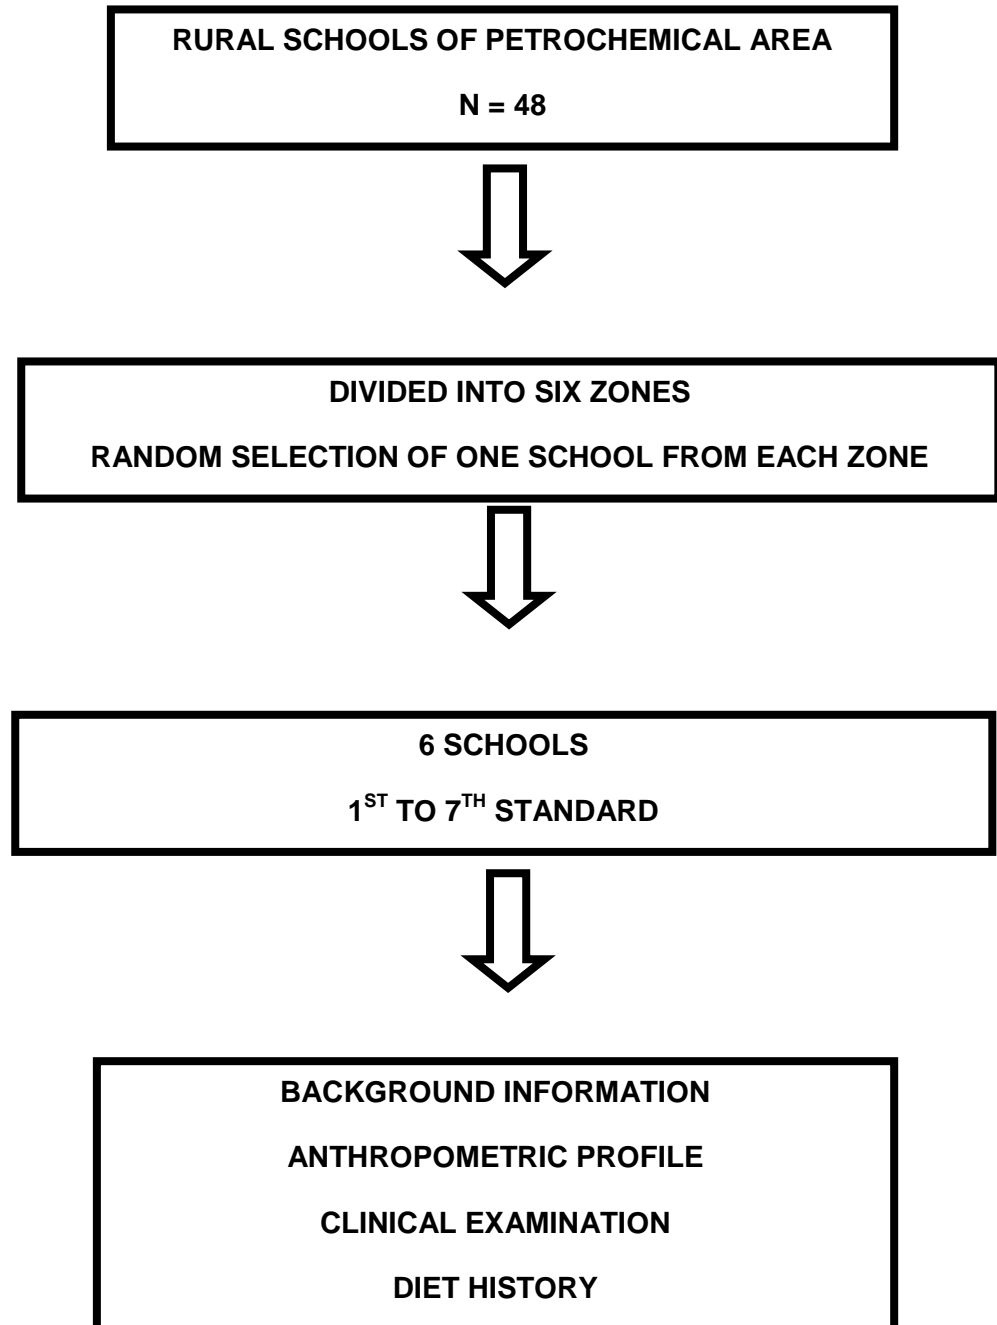 RURAL SCHOOLS OF PETROCHEMICAL AREA
N = 48
DIVIDED INTO SIX ZONES
RANDOM SELECTION OF ONE SCHOOL FROM EACH ZONE
6 SCHOOLS
1ST TO 7TH STANDARD
BACKGROUND INFORMATION
ANTHROPOMETRIC PROFILE
CLINICAL EXAMINATION
DIET HISTORY